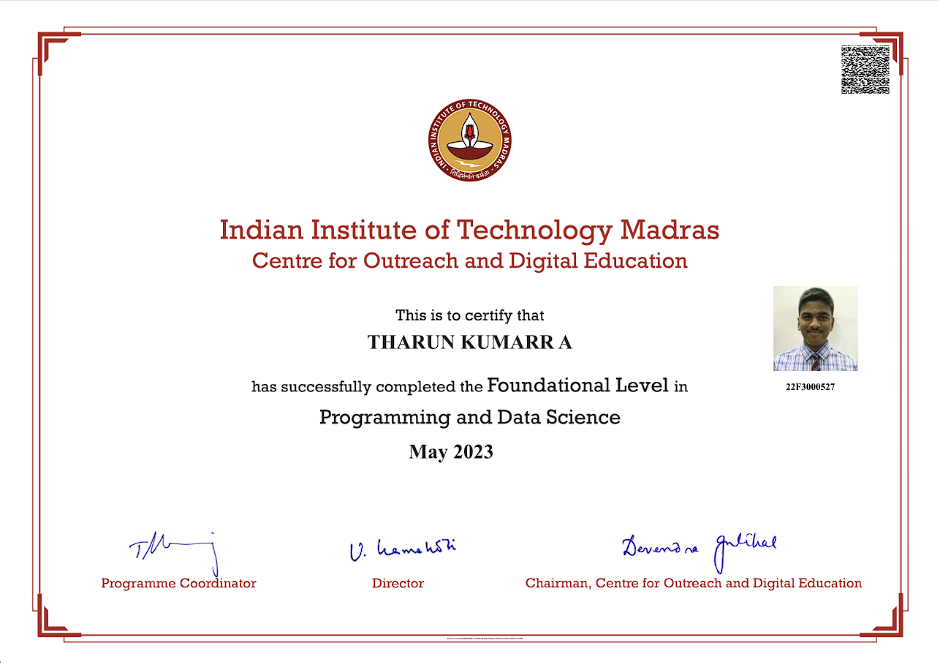 INDIAN INSTITUTE OF TECHNOLOGY MADRAS
Indian Institute of Technology Madras
Centre for Outreach and Digital Education
This is to certify that
THARUN KUMARR A
22F3000527
has successfully completed the Foundational Level in
Programming and Data Science
May 2023
V. Kamakoti
Devendra Jalihal
Programme Coordinator
Director
Chairman, Centre for Outreach and Digital Education